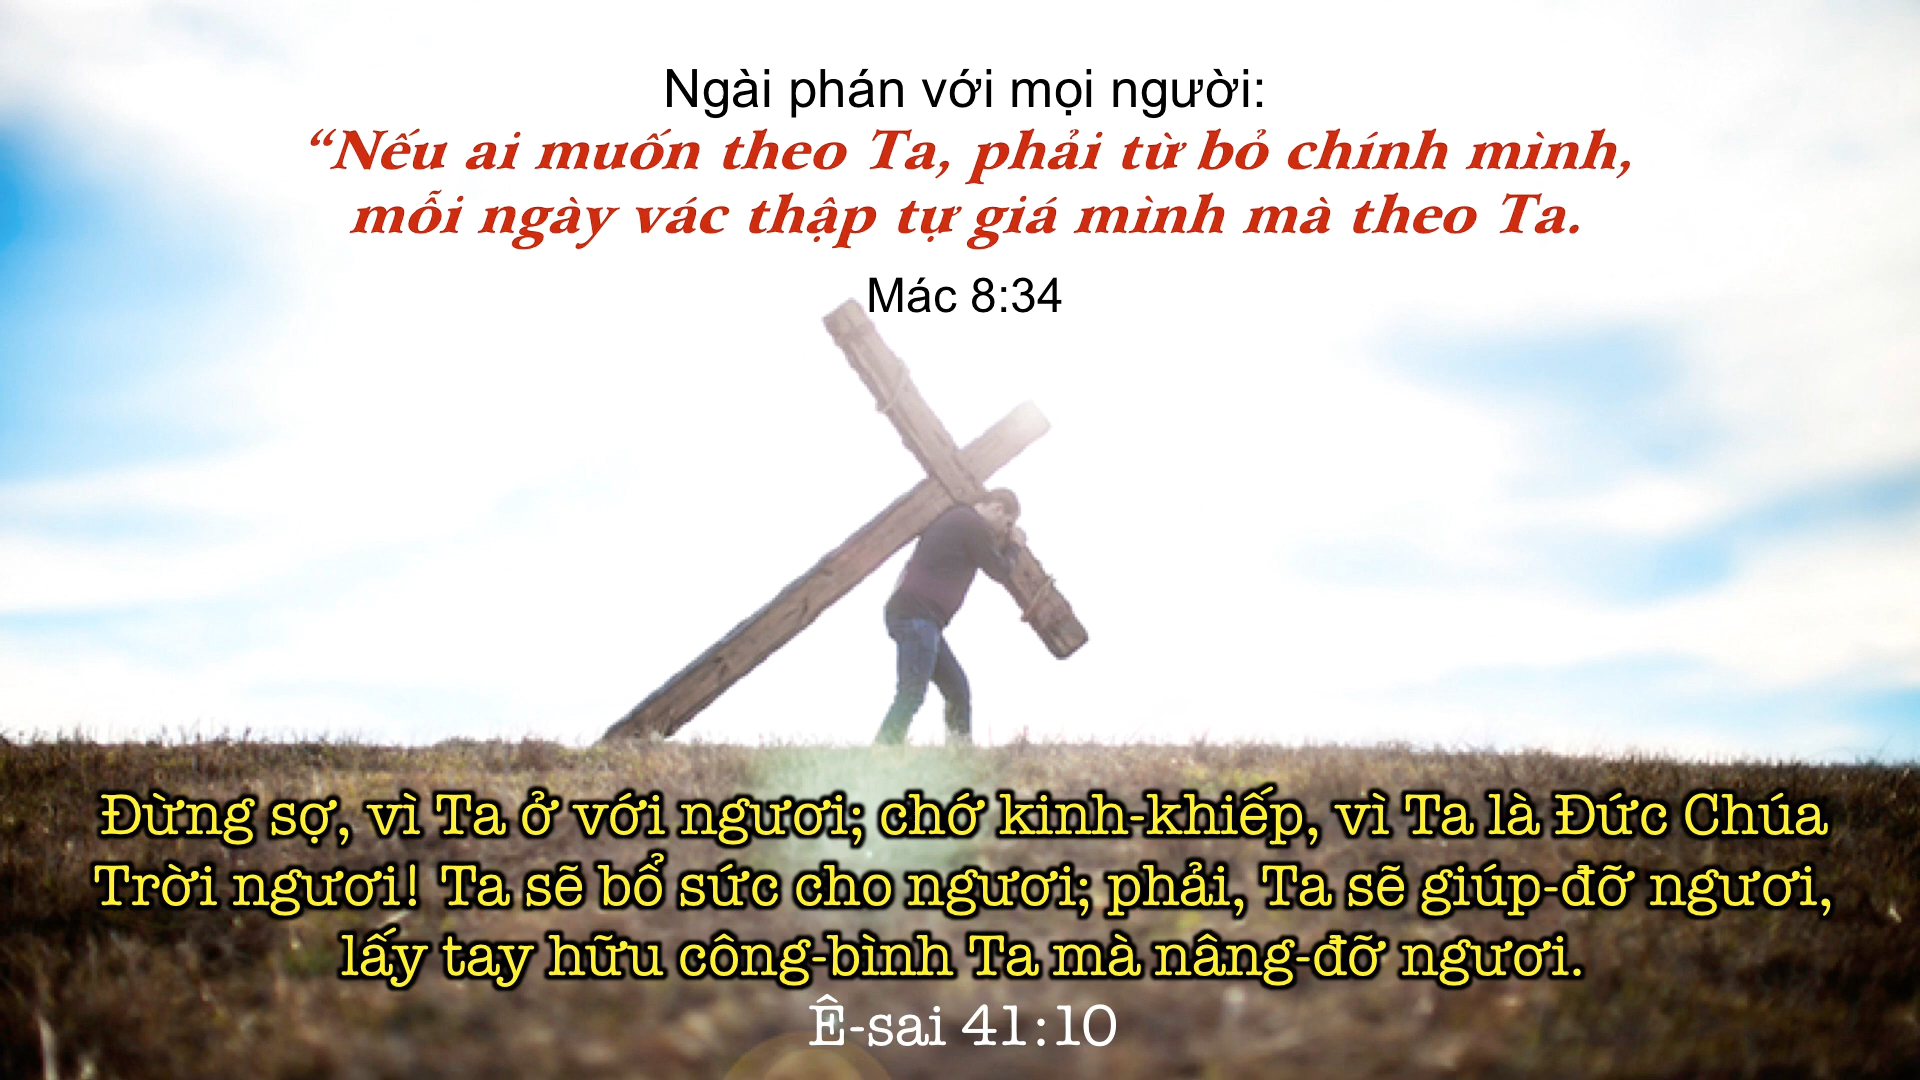 Ngài phán với mọi người:
“Nếu ai muốn theo Ta, phải từ bỏ chính mình,
mỗi ngày vác thập tự giá mình mà theo Ta.
Mác 8:34
Đừng sợ, vì Ta ở với ngươi; chớ kinh-khiếp, vì Ta là Đức Chúa
Trời ngươi! Ta sẽ bổ sức cho ngươi; phải, Ta sẽ giúp-đỡ ngươi,
lấy tay hữu công-bình Ta mà nâng-đỡ ngươi.
Ê-sai 41:10